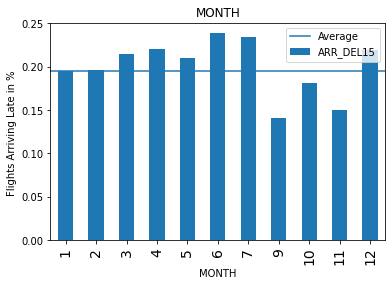 MONTH
Average
ARR_DEL15
Flights Arriving Late in %
0.25
0.20
0.15
0.10
0.05
0.00
1 2 3 4 5 6 7 9 10 11 12
MONTH